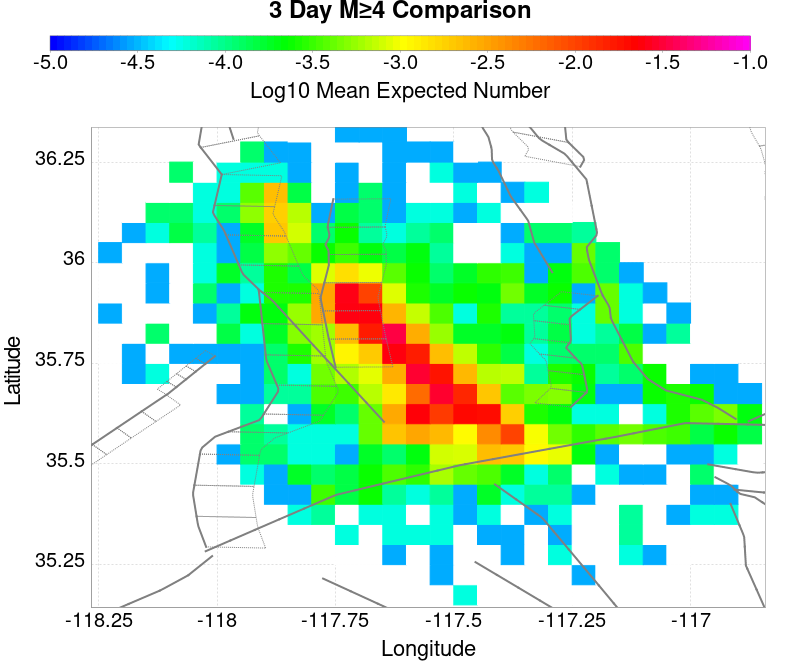 3 Day M≥4 Comparison
-5.0 -4.5 -4.0 -3.5 -3.0 -2.5 -2.0 -1.5 -1.0
Log10 Mean Expected Number
36.25
36
35.75
35.5
35.25
Latitude
-118.25 -118 -117.75 -117.5 -117.25 -117
Longitude